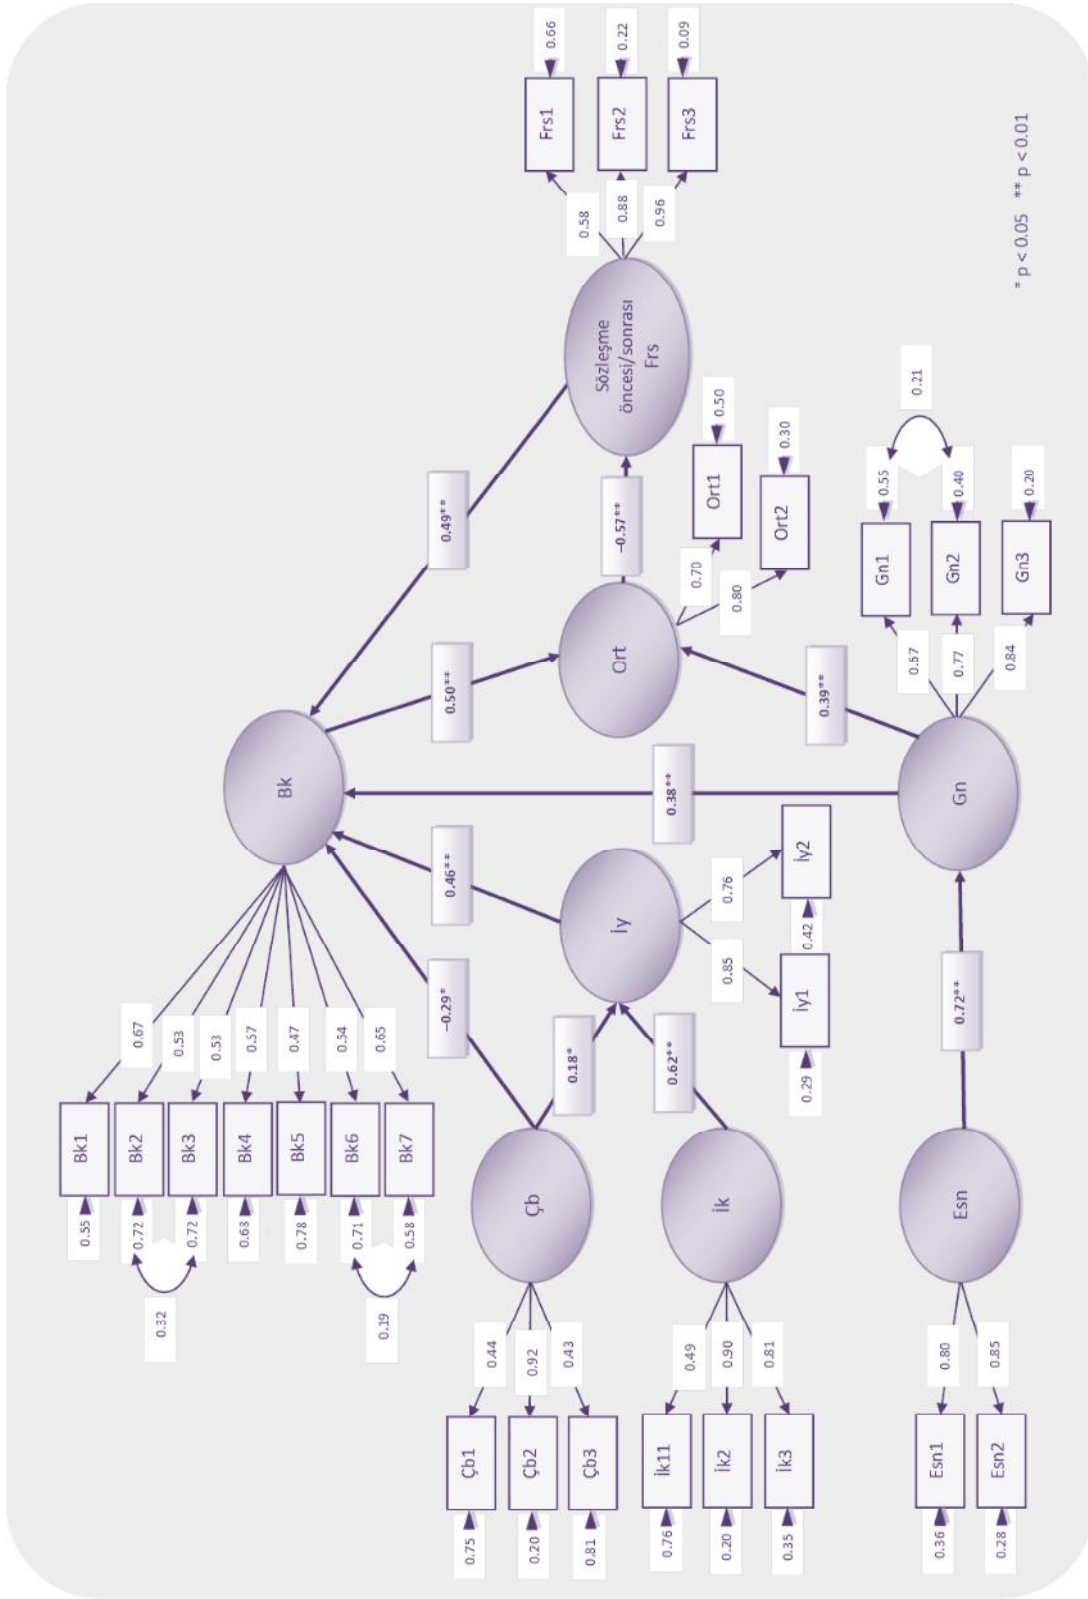 0.55
Bk1
0.67
0.72
Bk2
0.53
0.32
0.72
Bk3
0.53
0.68
Bk4
0.57
0.78
Bk5
0.47
0.71
Bk6
0.54
0.19
0.58
Bk7
0.65
Bk
−0.29*
0.46**
0.50**
0.49**
0.75
Çb1
0.44
0.20
Çb2
0.92
0.81
Çb3
0.43
Çb
0.18*
0.76
İk11
0.49
0.20
İk2
0.90
0.35
İk3
0.81
İk
0.62**
İy
0.85
0.76
0.29
İy1
0.42
İy2
0.38**
Ort
−0.57**
0.70
Ort1
0.50
0.80
Ort2
0.30
Sözleşme
öncesi/sonrası
Frs
0.58
Frs1
0.66
0.88
Frs2
0.22
0.96
Frs3
0.09
0.39**
0.36
Esn1
0.80
0.28
Esn2
0.85
Esn
0.72**
Gn
0.67
Gn1
0.55
0.77
Gn2
0.40
0.21
0.84
Gn3
0.20
* p < 0.05 ** p < 0.01